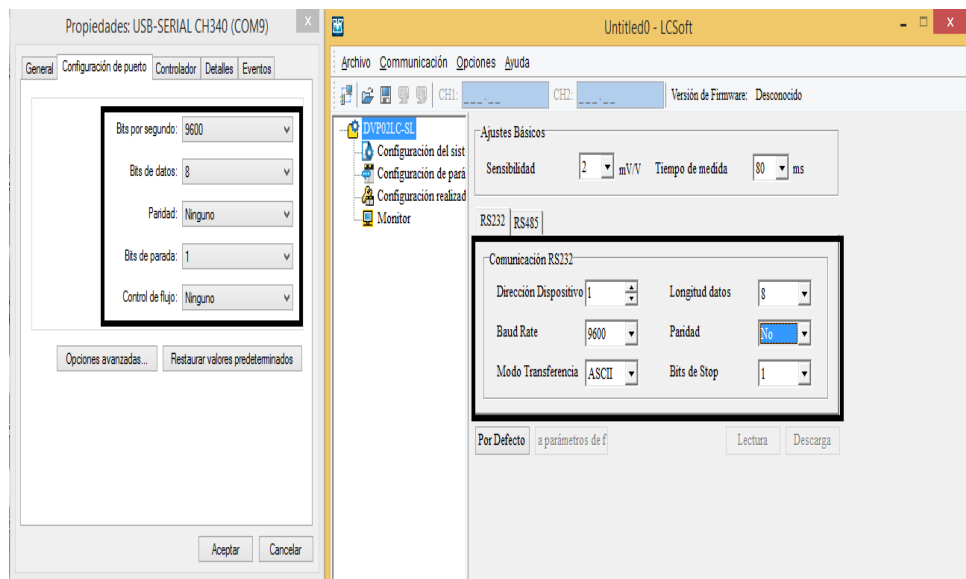 Propiedades: USB-SERIAL CH340 (COM9)
x
General Configuración de puerto Controlador Detalles Eventos
Bits por segundo: 9600
Bits de datos: 8
Paridad: Ninguno
Bits de parada: 1
Control de flujo: Ninguno
Opciones avanzadas... Restaurar valores predeterminados
Aceptar Cancelar
Untitled0 - LCSoft
x
Archivo Communicación Opciones Ayuda
CH1: _ _ _ . _ _ CH2: _ _ _ . _ _ Versión de Firmware: Desconocido
DVP02LC-SL
Configuración del sist
Configuración de pará
Configuración realizad
Monitor
Ajustes Básicos
Sensibilidad 2 mV/V Tiempo de medida 80 ms
RS232 RS485
Comunicación RS232
Dirección Dispositivo 1 Longitud datos 8
Baud Rate 9600 Paridad No
Modo Transferencia ASCII Bits de Stop 1
Por Defecto a parámetros de f Lectura Descarga